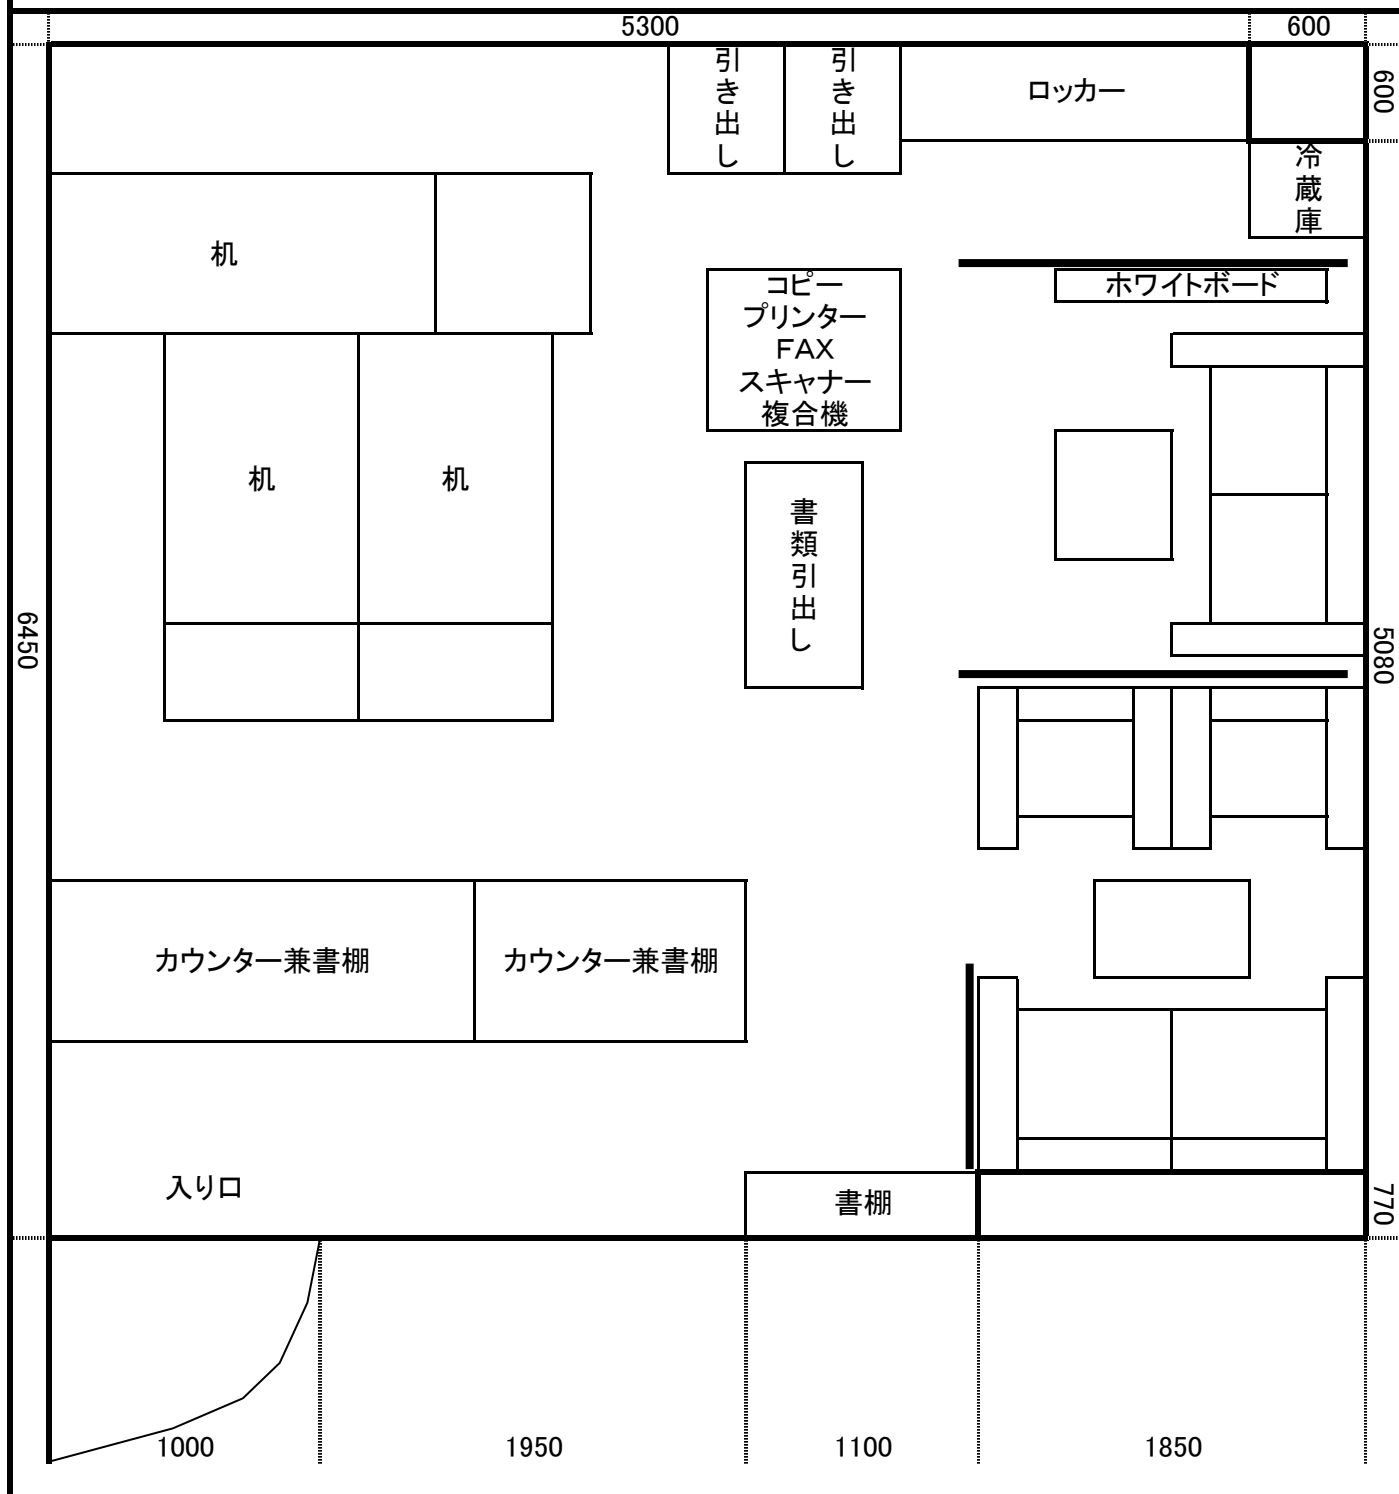 5300
600
引き出し
引き出し
ロッカー
600
冷蔵庫
机
コピー
プリンター
FAX
スキャナー
複合機
ホワイトボード
机
机
書類引出し
6450
5080
カウンター兼書棚
カウンター兼書棚
入り口
書棚
770
1000
1950
1100
1850